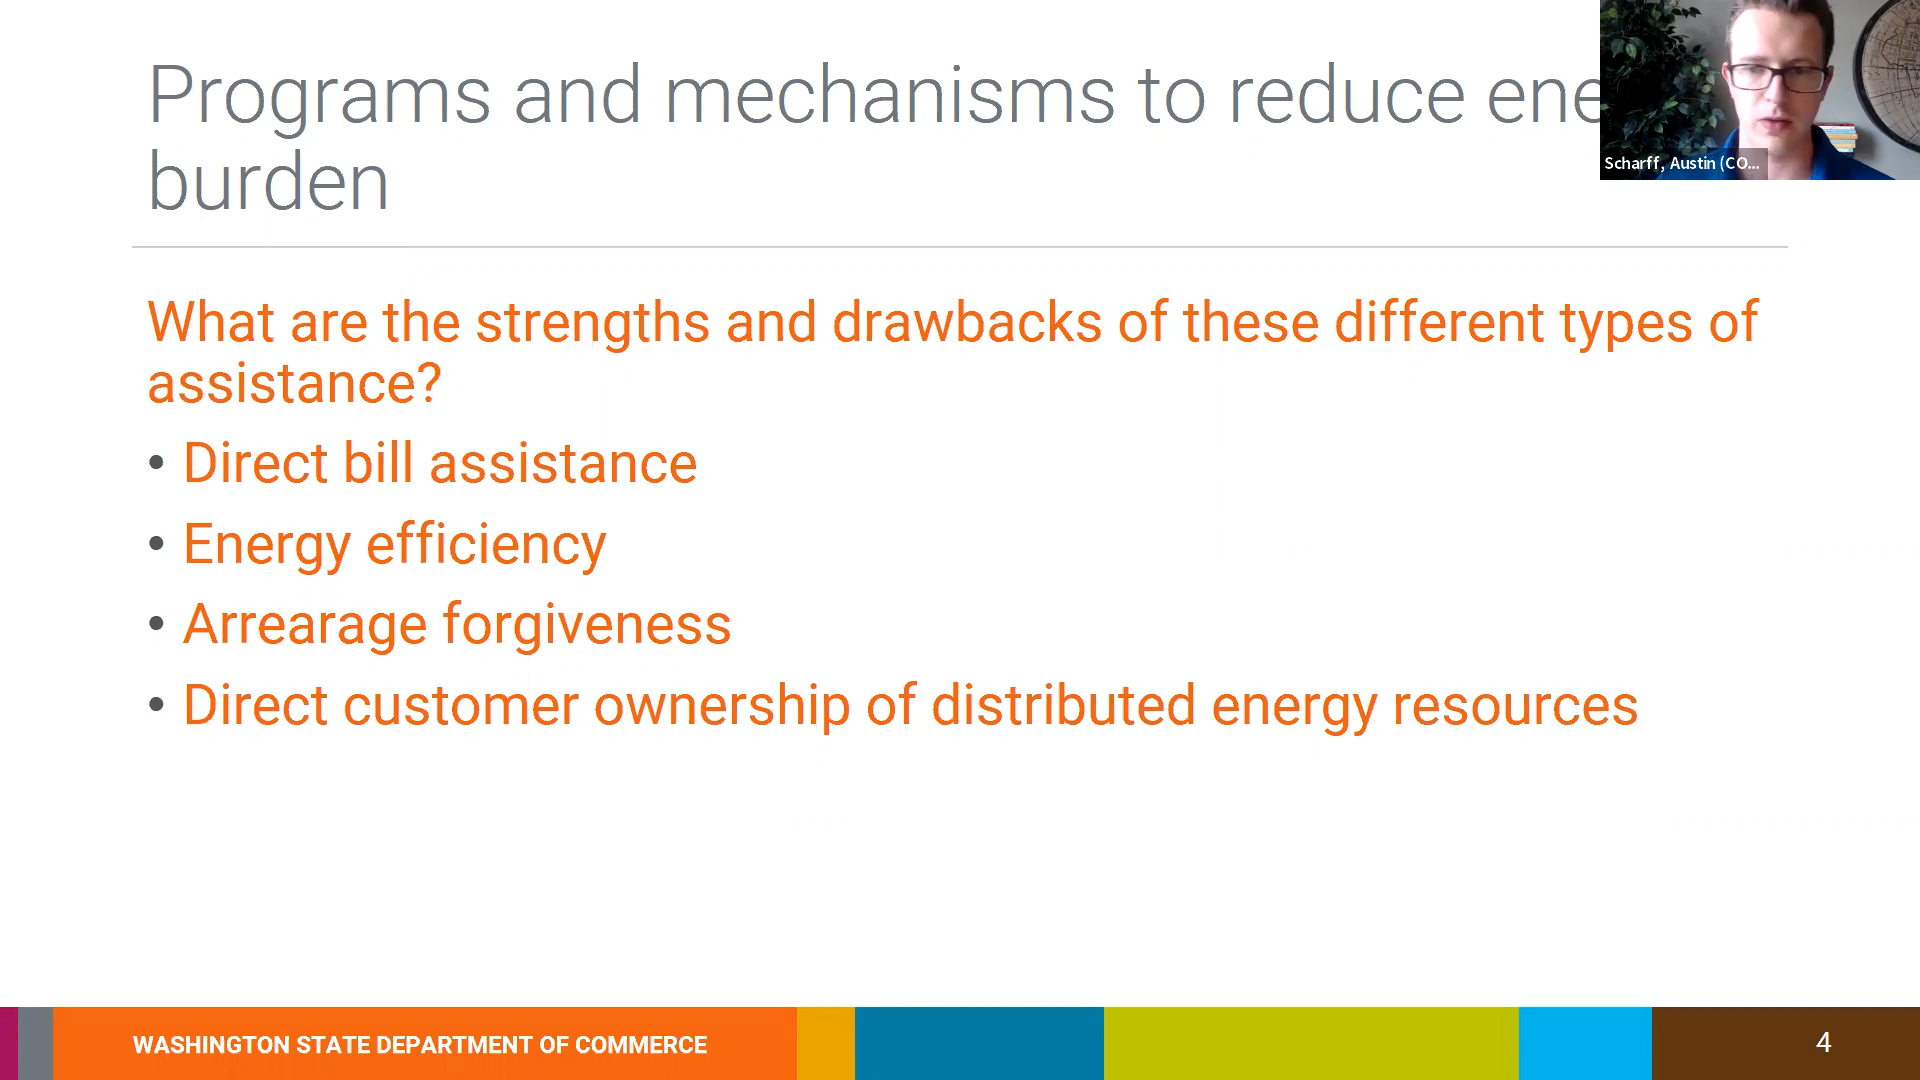 Programs and mechanisms to reduce ene
burden
Scharff, Austin (CO...
What are the strengths and drawbacks of these different types of
assistance?
• Direct bill assistance
• Energy efficiency
• Arrearage forgiveness
• Direct customer ownership of distributed energy resources
WASHINGTON STATE DEPARTMENT OF COMMERCE
4